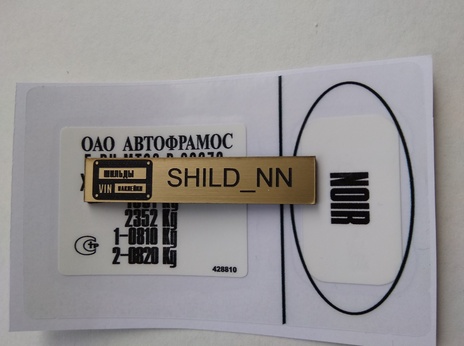 ОАО АВТОФРАМОС
ШИЛЬДЫ
VIN НАКЛЕЙКИ
SHILD_NN
2352 Kg
1-0810 Kg
2-0820 Kg
428810
NOIR